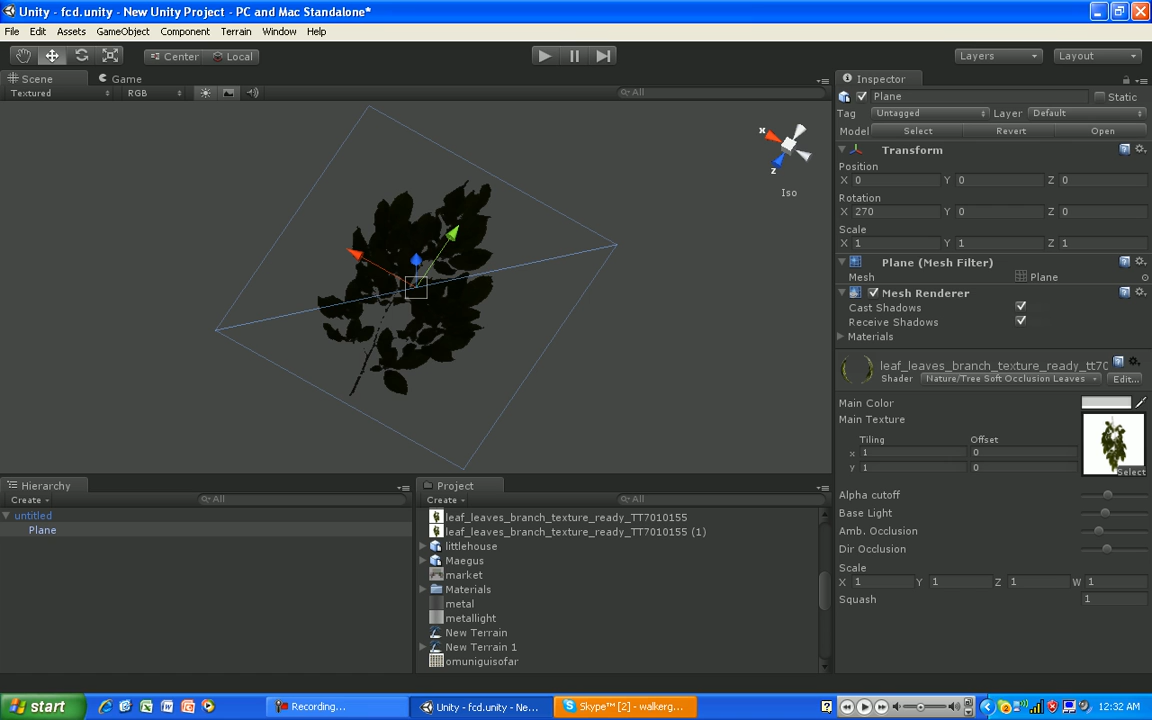 Unity - fcd.unity - New Unity Project - PC and Mac Standalone*
File Edit Assets GameObject Component Terrain Window Help
Center Local Layers Layout
Scene Game
Textured RGB All
x
z
Iso
Inspector
Plane Static
Tag Untagged Layer Default
Model Select Revert Open
Transform
Position
X 0 Y 0 Z 0
Rotation
X 270 Y 0 Z 0
Scale
X 1 Y 1 Z 1
Plane (Mesh Filter)
Mesh Plane
Mesh Renderer
Cast Shadows
Receive Shadows
Materials
leaf_leaves_branch_texture_ready_tt70
Shader Nature/Tree Soft Occlusion Leaves Edit...
Main Color
Main Texture
Tiling Offset
x 1 0
y 1 0
Select
Alpha cutoff
Base Light
Amb. Occlusion
Dir Occlusion
Scale
X 1 Y 1 Z 1 W 1
Squash 1
Hierarchy
Create All
untitled
Plane
Project
Create All
leaf_leaves_branch_texture_ready_TT7010155
leaf_leaves_branch_texture_ready_TT7010155 (1)
littlehouse
Maegus
market
Materials
metal
metallight
New Terrain
New Terrain 1
omuniguisofar
start Recording... Unity - fcd.unity - Ne... Skype™ [2] - walkerg... 12:32 AM